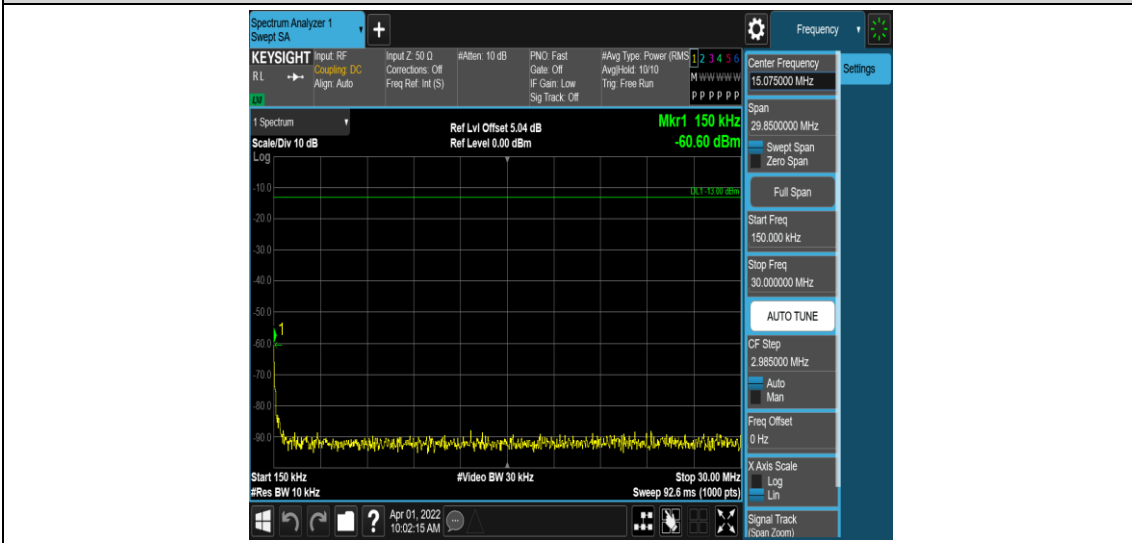 Spectrum Analyzer 1
Swept SA
+
Frequency
KEYSIGHT
RL
LXI
Input: RF
Coupling: DC
Align: Auto
Input Z: 50 Ω
Corrections: Off
Freq Ref: Int (S)
#Atten: 10 dB
PNO: Fast
Gate: Off
IF Gain: Low
Sig Track: Off
#Avg Type: Power (RMS
Avg|Hold: 10/10
Trig: Free Run
1 2 3 4 5 6
M W W W W W
P P P P P P
1 Spectrum
Scale/Div 10 dB
Log
Ref Lvl Offset 5.04 dB
Ref Level 0.00 dBm
Mkr1 150 kHz
-60.60 dBm
DL1 -13.00 dBm
-10.0
-20.0
-30.0
-40.0
-50.0
1
-60.0
-70.0
-80.0
-90.0
Start 150 kHz
#Video BW 30 kHz
Stop 30.00 MHz
#Res BW 10 kHz
Sweep 92.6 ms (1000 pts)
?
Apr 01, 2022
10:02:15 AM
Center Frequency
15.075000 MHz
Settings
Span
29.8500000 MHz
Swept Span
Zero Span
Full Span
Start Freq
150.000 kHz
Stop Freq
30.000000 MHz
AUTO TUNE
CF Step
2.985000 MHz
Auto
Man
Freq Offset
0 Hz
X Axis Scale
Log
Lin
Signal Track
(Span Zoom)